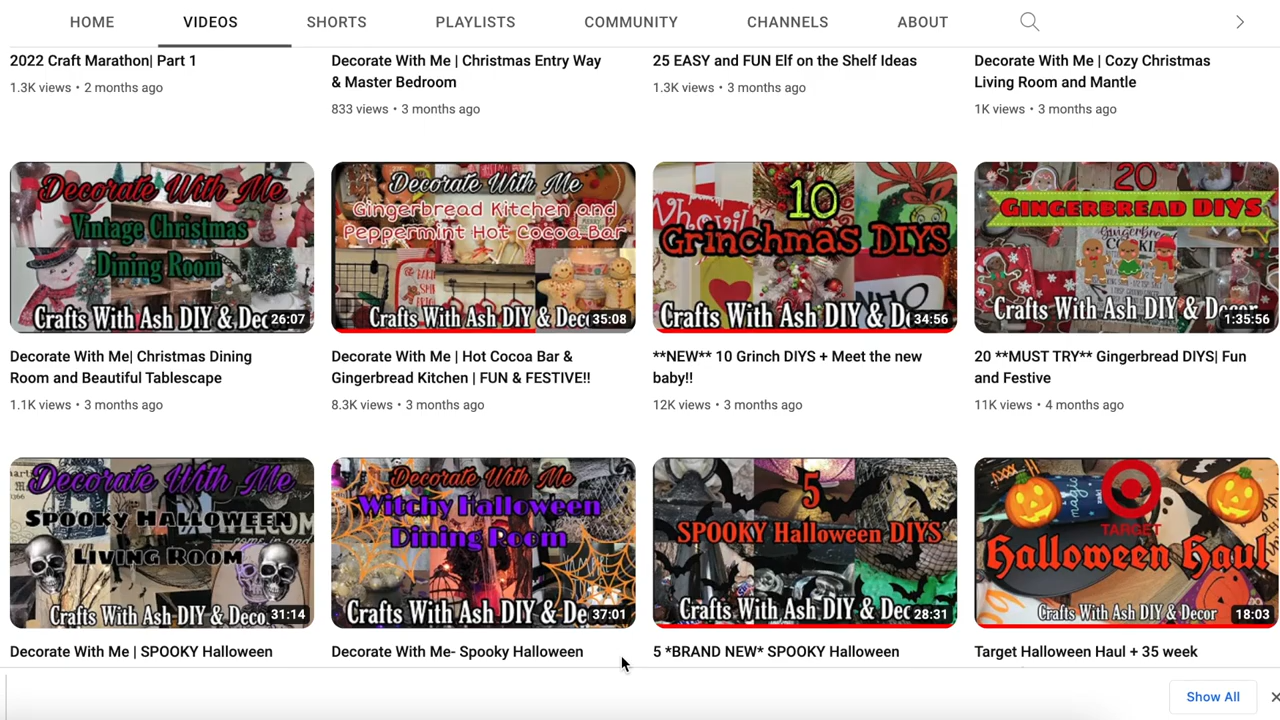 HOME VIDEOS SHORTS PLAYLISTS COMMUNITY CHANNELS ABOUT
2022 Craft Marathon| Part 1
1.3K views • 2 months ago
Decorate With Me | Christmas Entry Way
& Master Bedroom
833 views • 3 months ago
25 EASY and FUN Elf on the Shelf Ideas
1.3K views • 3 months ago
Decorate With Me | Cozy Christmas
Living Room and Mantle
1K views • 3 months ago
Decorate With Me
Vintage Christmas
Dining Room
Crafts With Ash DIY & Dec
26:07
Decorate With Me| Christmas Dining
Room and Beautiful Tablescape
1.1K views • 3 months ago
Decorate With Me
Gingerbread Kitchen and
Peppermint Hot Cocoa Bar
Crafts With Ash DIY & Dec
35:08
Decorate With Me | Hot Cocoa Bar &
Gingerbread Kitchen | FUN & FESTIVE!!
8.3K views • 3 months ago
10
Grinchmas DIYS
Crafts With Ash DIY & D
34:56
**NEW** 10 Grinch DIYS + Meet the new
baby!!
12K views • 3 months ago
20
GINGERBREAD DIYS
Crafts With Ash DIY & Decor
1:35:56
20 **MUST TRY** Gingerbread DIYS| Fun
and Festive
11K views • 4 months ago
Decorate With Me
Spooky Halloween
Living Room
Crafts With Ash DIY & Deco
31:14
Decorate With Me | SPOOKY Halloween
Decorate With Me
Witchy Halloween
Dining Room
Crafts With Ash DIY & De
37:01
Decorate With Me- Spooky Halloween
5
SPOOKY Halloween DIYS
Crafts With Ash DIY & Dec
28:31
5 *BRAND NEW* SPOOKY Halloween
TARGET
Halloween Haul
Crafts With Ash DIY & Decor
18:03
Target Halloween Haul + 35 week
Show All